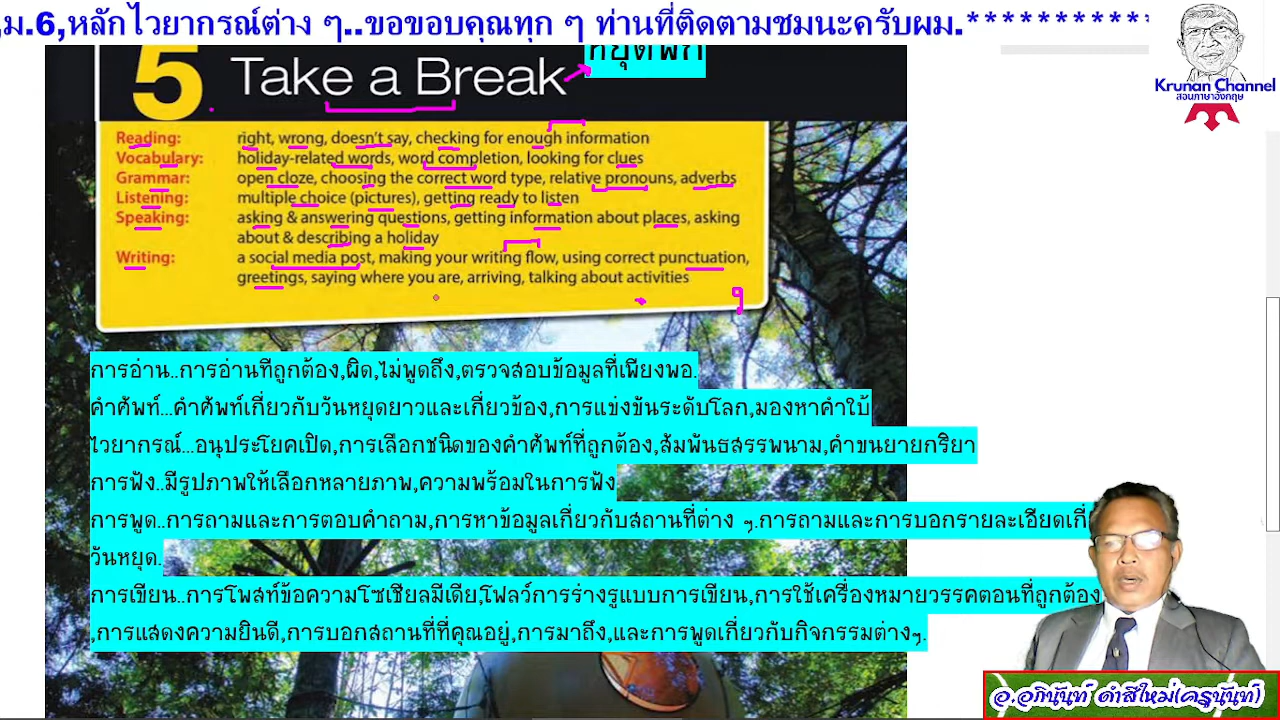 ,ม.6,หลักไวยากรณ์ต่าง ๆ..ขอขอบคุณทุก ๆ ท่านที่ติดตามชมนะครับผม.***********
Krunan Channel
สอนภาษาอังกฤษ
หยุดพัก
5 Take a Break
Reading: right, wrong, doesn't say, checking for enough information
Vocabulary: holiday-related words, word completion, looking for clues
Grammar: open cloze, choosing the correct word type, relative pronouns, adverbs
Listening: multiple choice (pictures), getting ready to listen
Speaking: asking & answering questions, getting information about places, asking
about & describing a holiday
Writing: a social media post, making your writing flow, using correct punctuation,
greetings, saying where you are, arriving, talking about activities
การอ่าน..การอ่านที่ถูกต้อง,ผิด,ไม่พูดถึง,ตรวจสอบข้อมูลที่เพียงพอ.
คำศัพท์...คำศัพท์เกี่ยวกับวันหยุดยาวและเกี่ยวข้อง,การแข่งขันระดับโลก,มองหาคำใบ้
ไวยากรณ์...อนุประโยคเปิด,การเลือกชนิดของคำศัพท์ที่ถูกต้อง,สัมพันธสรรพนาม,คำขนยายกริยา
การฟัง..มีรูปภาพให้เลือกหลายภาพ,ความพร้อมในการฟัง
การพูด..การถามและการตอบคำถาม,การหาข้อมูลเกี่ยวกับสถานที่ต่าง ๆ.การถามและการบอกรายละเอียดเกี่
วันหยุด.
การเขียน..การโพสท์ข้อความโซเชียลมีเดีย,โฟลว์การร่างรูแบบการเขียน,การใช้เครื่องหมายวรรคตอนที่ถูกต้อง
,การแสดงความยินดี,การบอกสถานที่ที่คุณอยู่,การมาถึง,และการพูดเกี่ยวกับกิจกรรมต่างๆ.
อ.อภินันท์ คำสีใหม่(ครูนันท์)